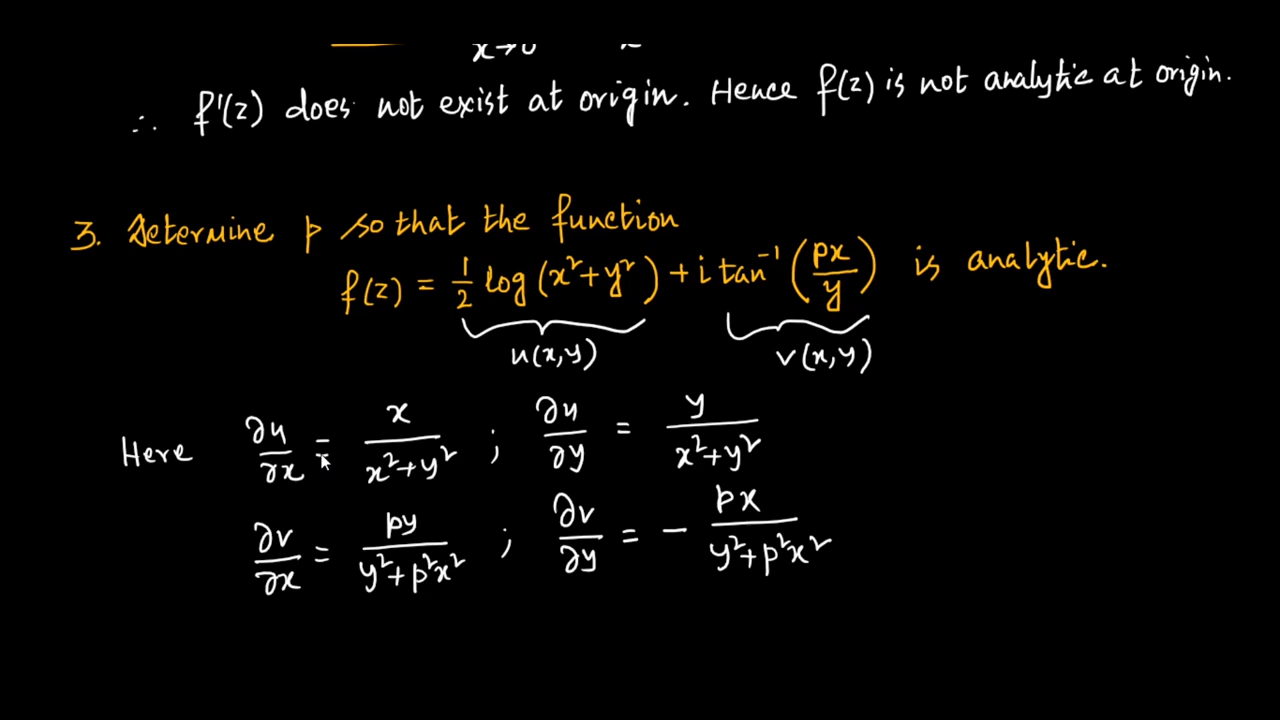 x→0 x
∴ f'(z) does not exist at origin. Hence f(z) is not analytic at origin.
3. Determine p so that the function
f(z) = 1/2 log (x²+y²) + i tan⁻¹ (px/y) is analytic.
u(x,y) v(x,y)
Here ∂u/∂x = x/(x²+y²) ; ∂u/∂y = y/(x²+y²)
∂v/∂x = py/(y²+p²x²) ; ∂v/∂y = - px/(y²+p²x²)